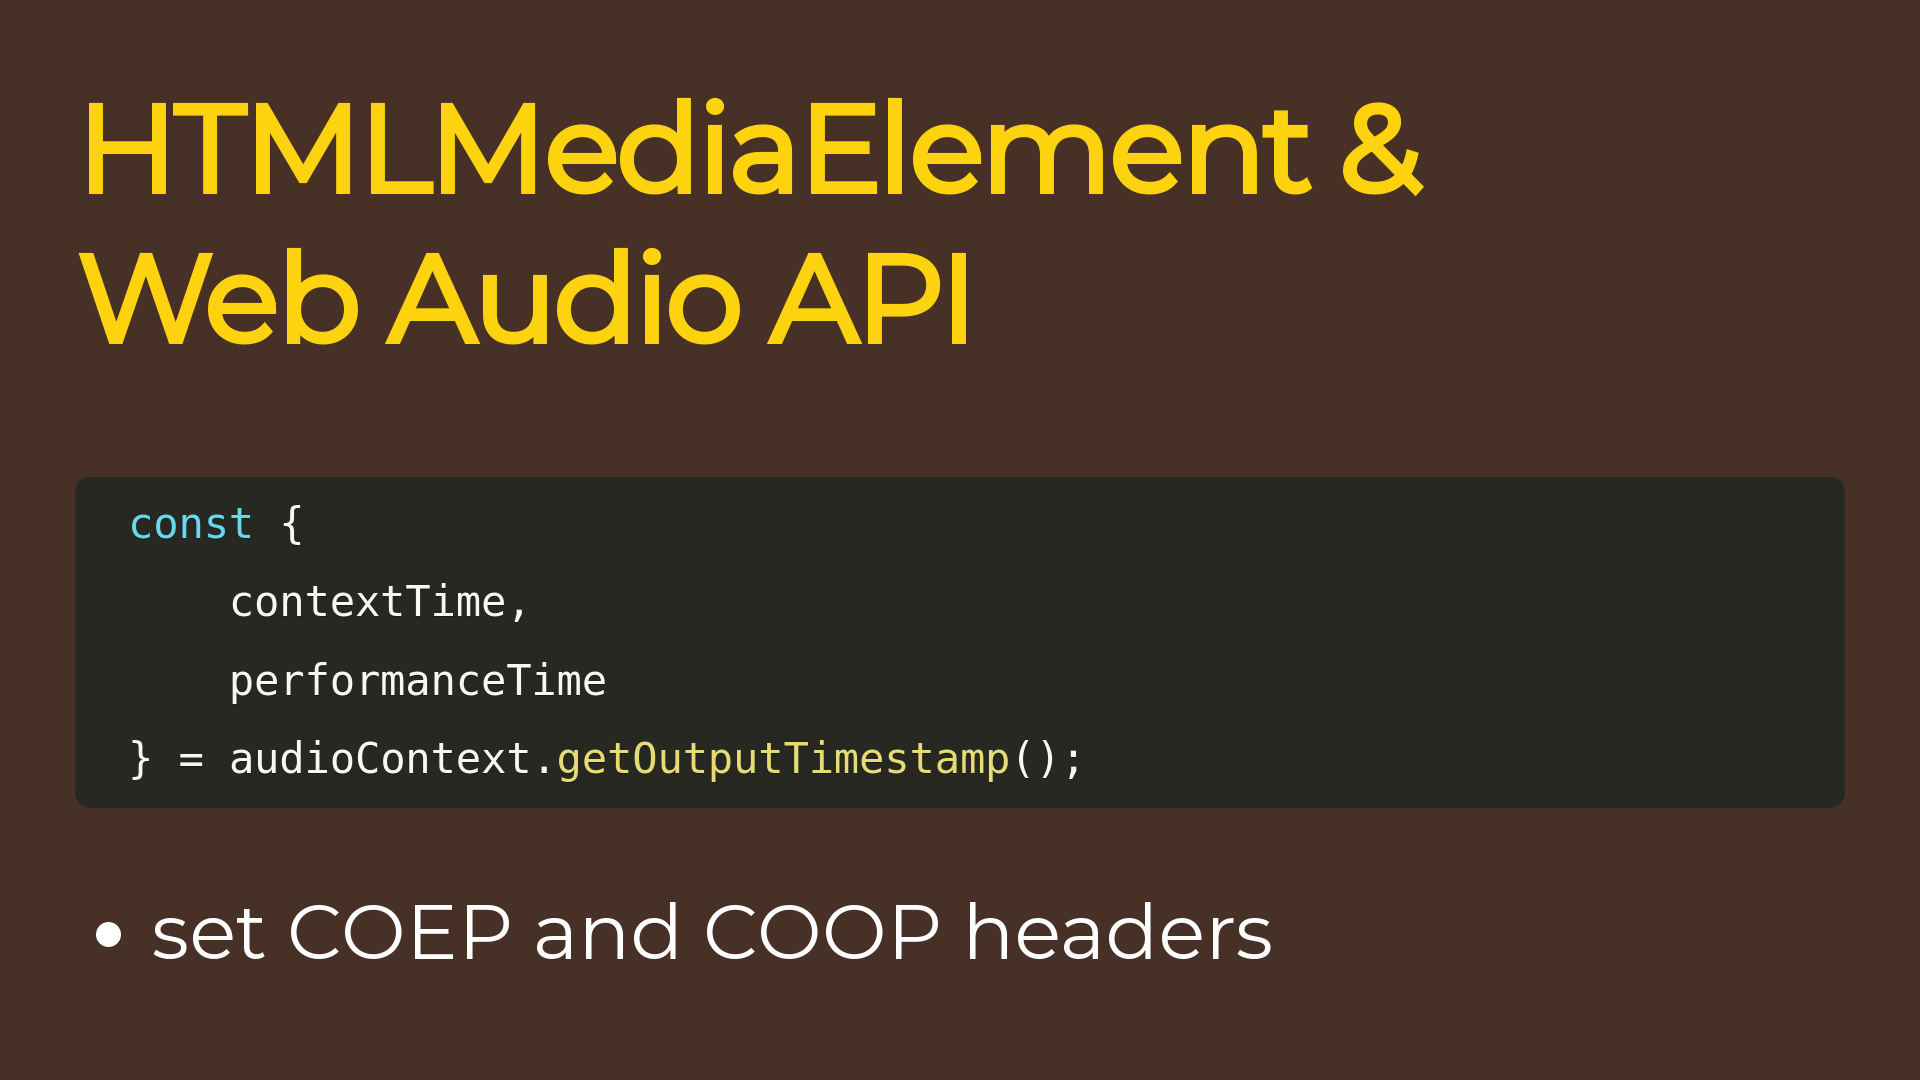 HTMLMediaElement &
Web Audio API
const {
    contextTime,
    performanceTime
} = audioContext.getOutputTimestamp();
• set COEP and COOP headers